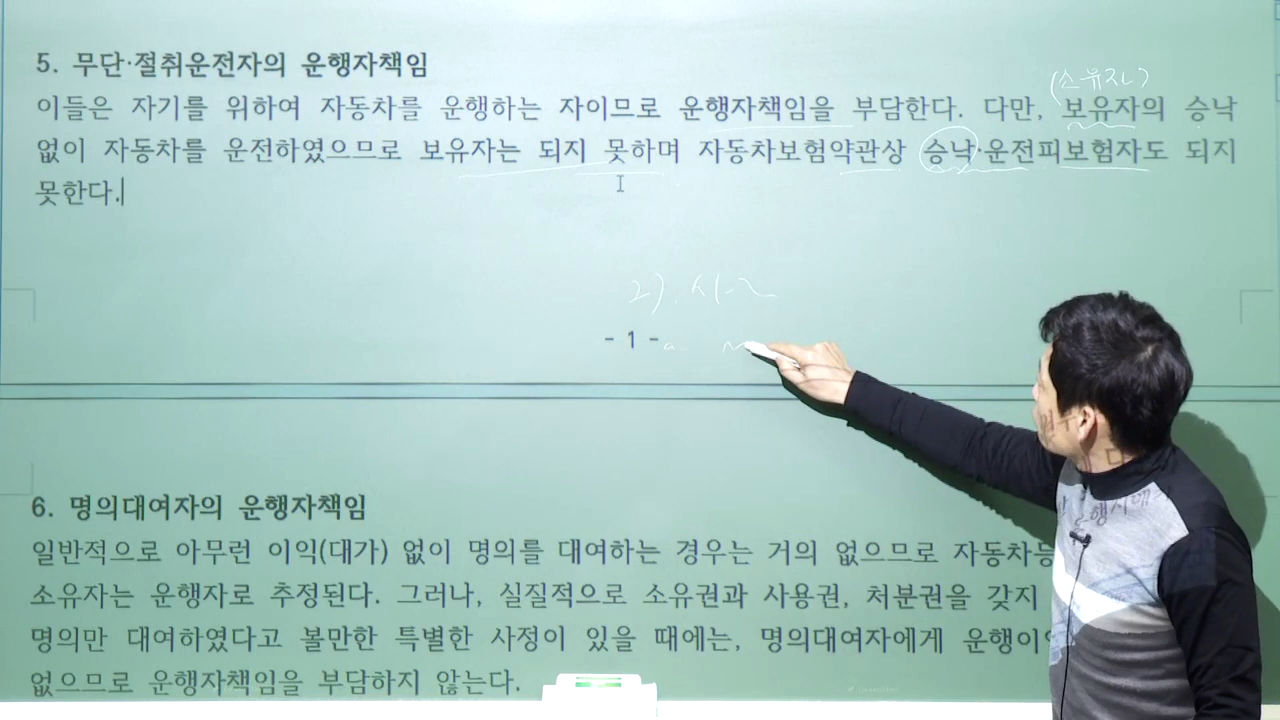 5. 무단·절취운전자의 운행자책임
(소유자)
이들은 자기를 위하여 자동차를 운행하는 자이므로 운행자책임을 부담한다. 다만, 보유자의 승낙
없이 자동차를 운전하였으므로 보유자는 되지 못하며 자동차보험약관상 승낙·운전피보험자도 되지
못한다.
2)
- 1 -
a.
6. 명의대여자의 운행자책임
일반적으로 아무런 이익(대가) 없이 명의를 대여하는 경우는 거의 없으므로 자동차등
소유자는 운행자로 추정된다. 그러나, 실질적으로 소유권과 사용권, 처분권을 갖지
명의만 대여하였다고 볼만한 특별한 사정이 있을 때에는, 명의대여자에게
없으므로 운행자책임을 부담하지 않는다.